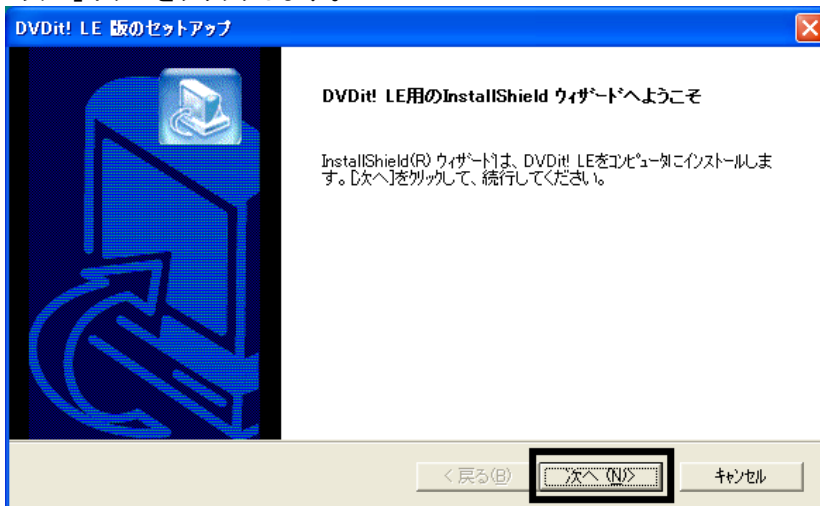 DVDit! LE 版のセットアップ
DVDit! LE用のInstallShield ウィザードへようこそ
InstallShield(R) ウィザードは、DVDit! LEをコンピュータにインストールしま
す。[次へ]をクリックして、続行してください。
< 戻る(B)
次へ (N)>
キャンセル